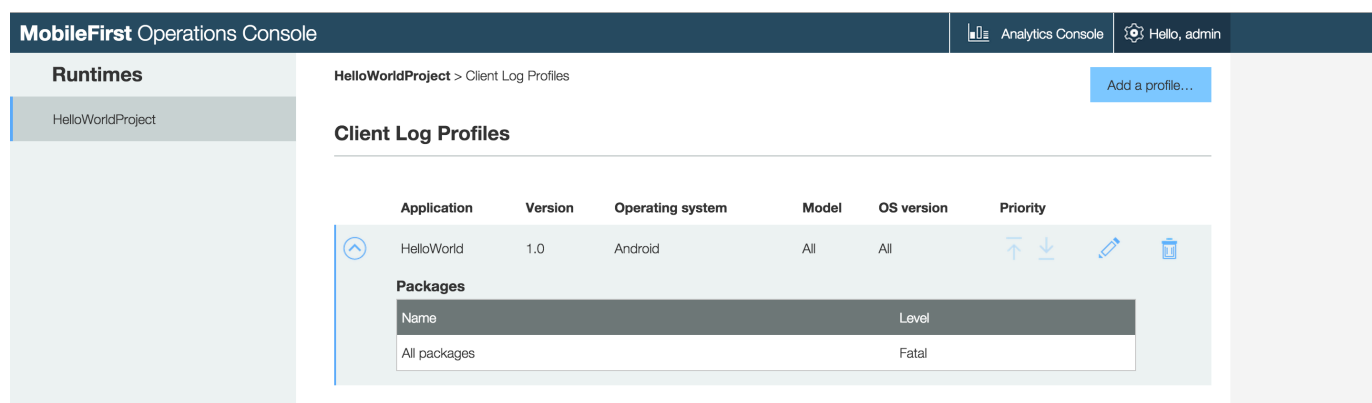 MobileFirst Operations Console
Analytics Console
Hello, admin
Runtimes
HelloWorldProject
HelloWorldProject > Client Log Profiles
Add a profile...
Client Log Profiles
Application Version Operating system Model OS version Priority
HelloWorld 1.0 Android All All
Packages
Name Level
All packages Fatal